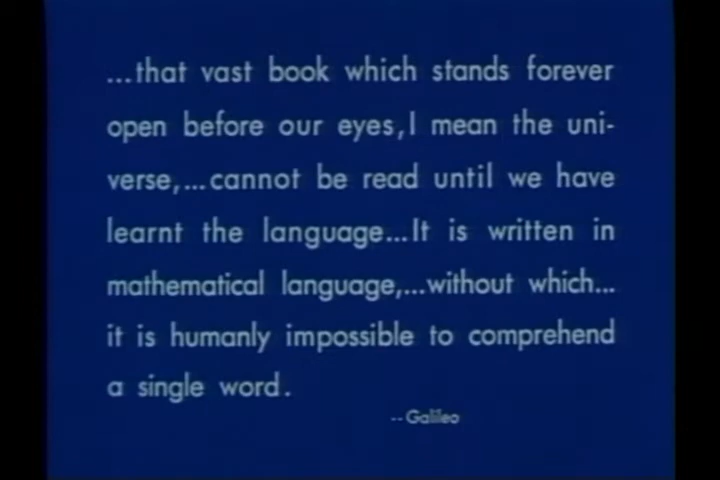 ...that vast book which stands forever
open before our eyes,I mean the uni-
verse,...cannot be read until we have
learnt the language...It is written in
mathematical language,...without which...
it is humanly impossible to comprehend
a single word.
--Galileo